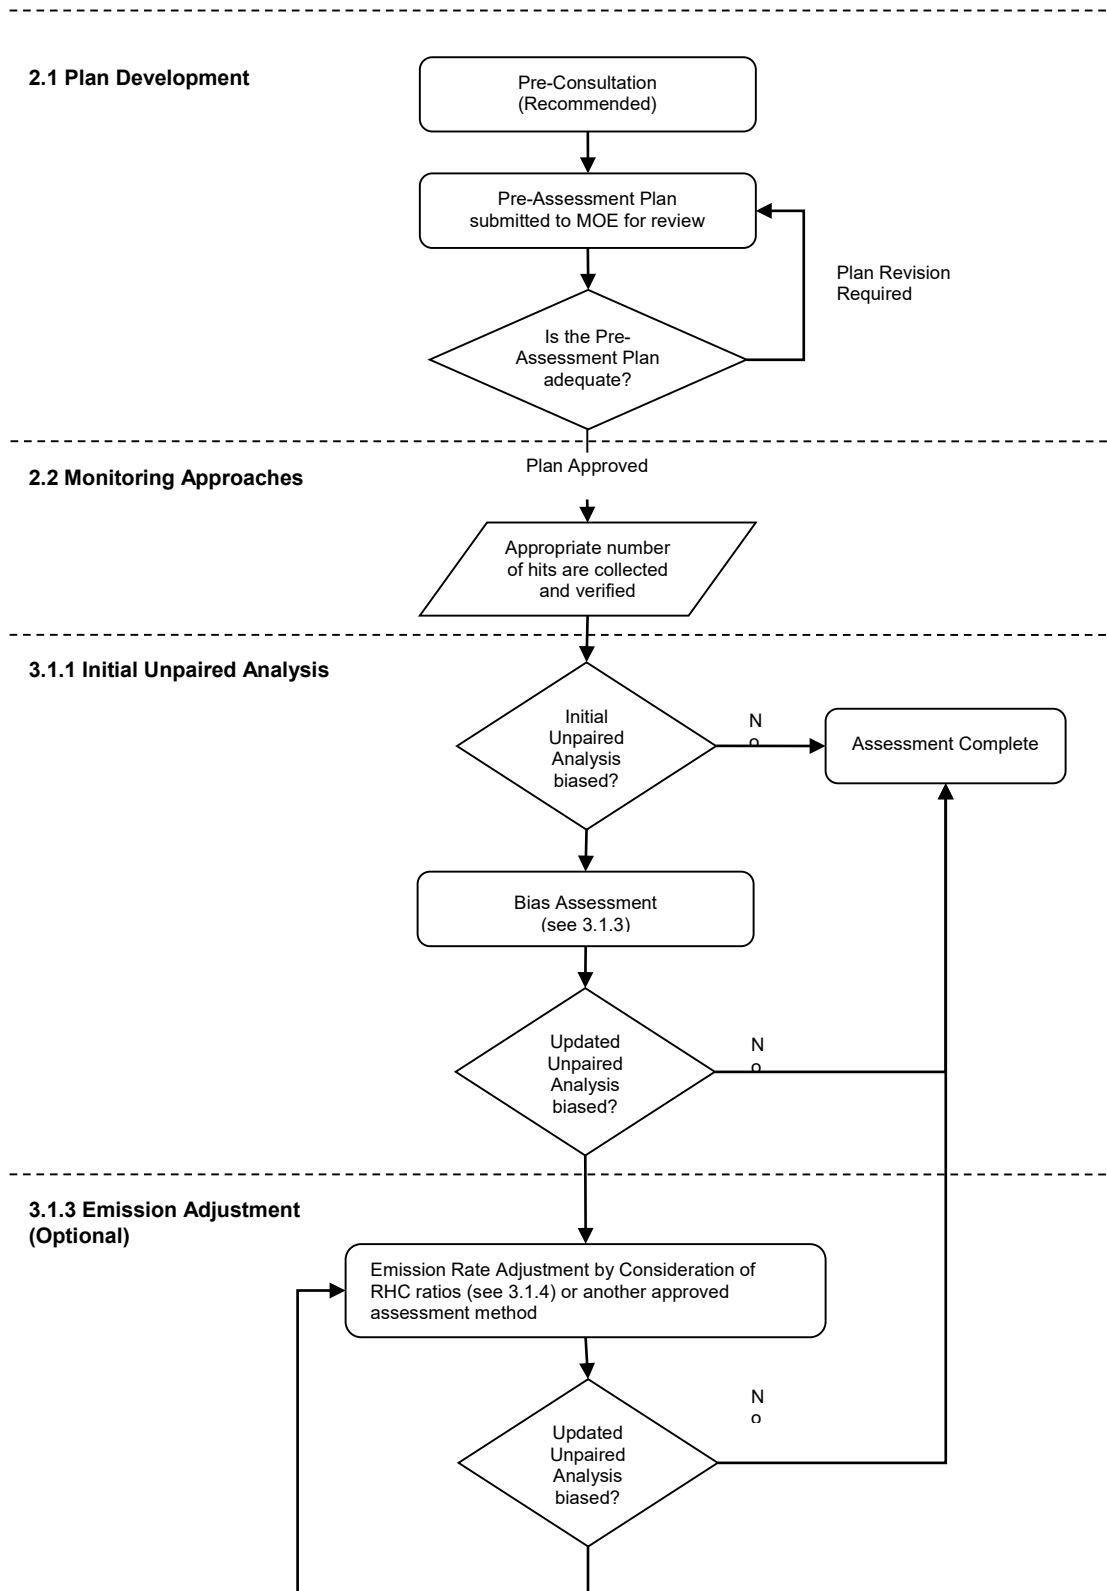 2.1 Plan Development
Pre-Consultation
(Recommended)
Pre-Assessment Plan
submitted to MOE for review
Plan Revision
Required
Is the Pre-
Assessment Plan
adequate?
Plan Approved
2.2 Monitoring Approaches
Appropriate number
of hits are collected
and verified
3.1.1 Initial Unpaired Analysis
Initial
Unpaired
Analysis
biased?
N
o
Assessment Complete
Bias Assessment
(see 3.1.3)
Updated
Unpaired
Analysis
biased?
N
o
3.1.3 Emission Adjustment
(Optional)
Emission Rate Adjustment by Consideration of
RHC ratios (see 3.1.4) or another approved
assessment method
N
o
Updated
Unpaired
Analysis
biased?